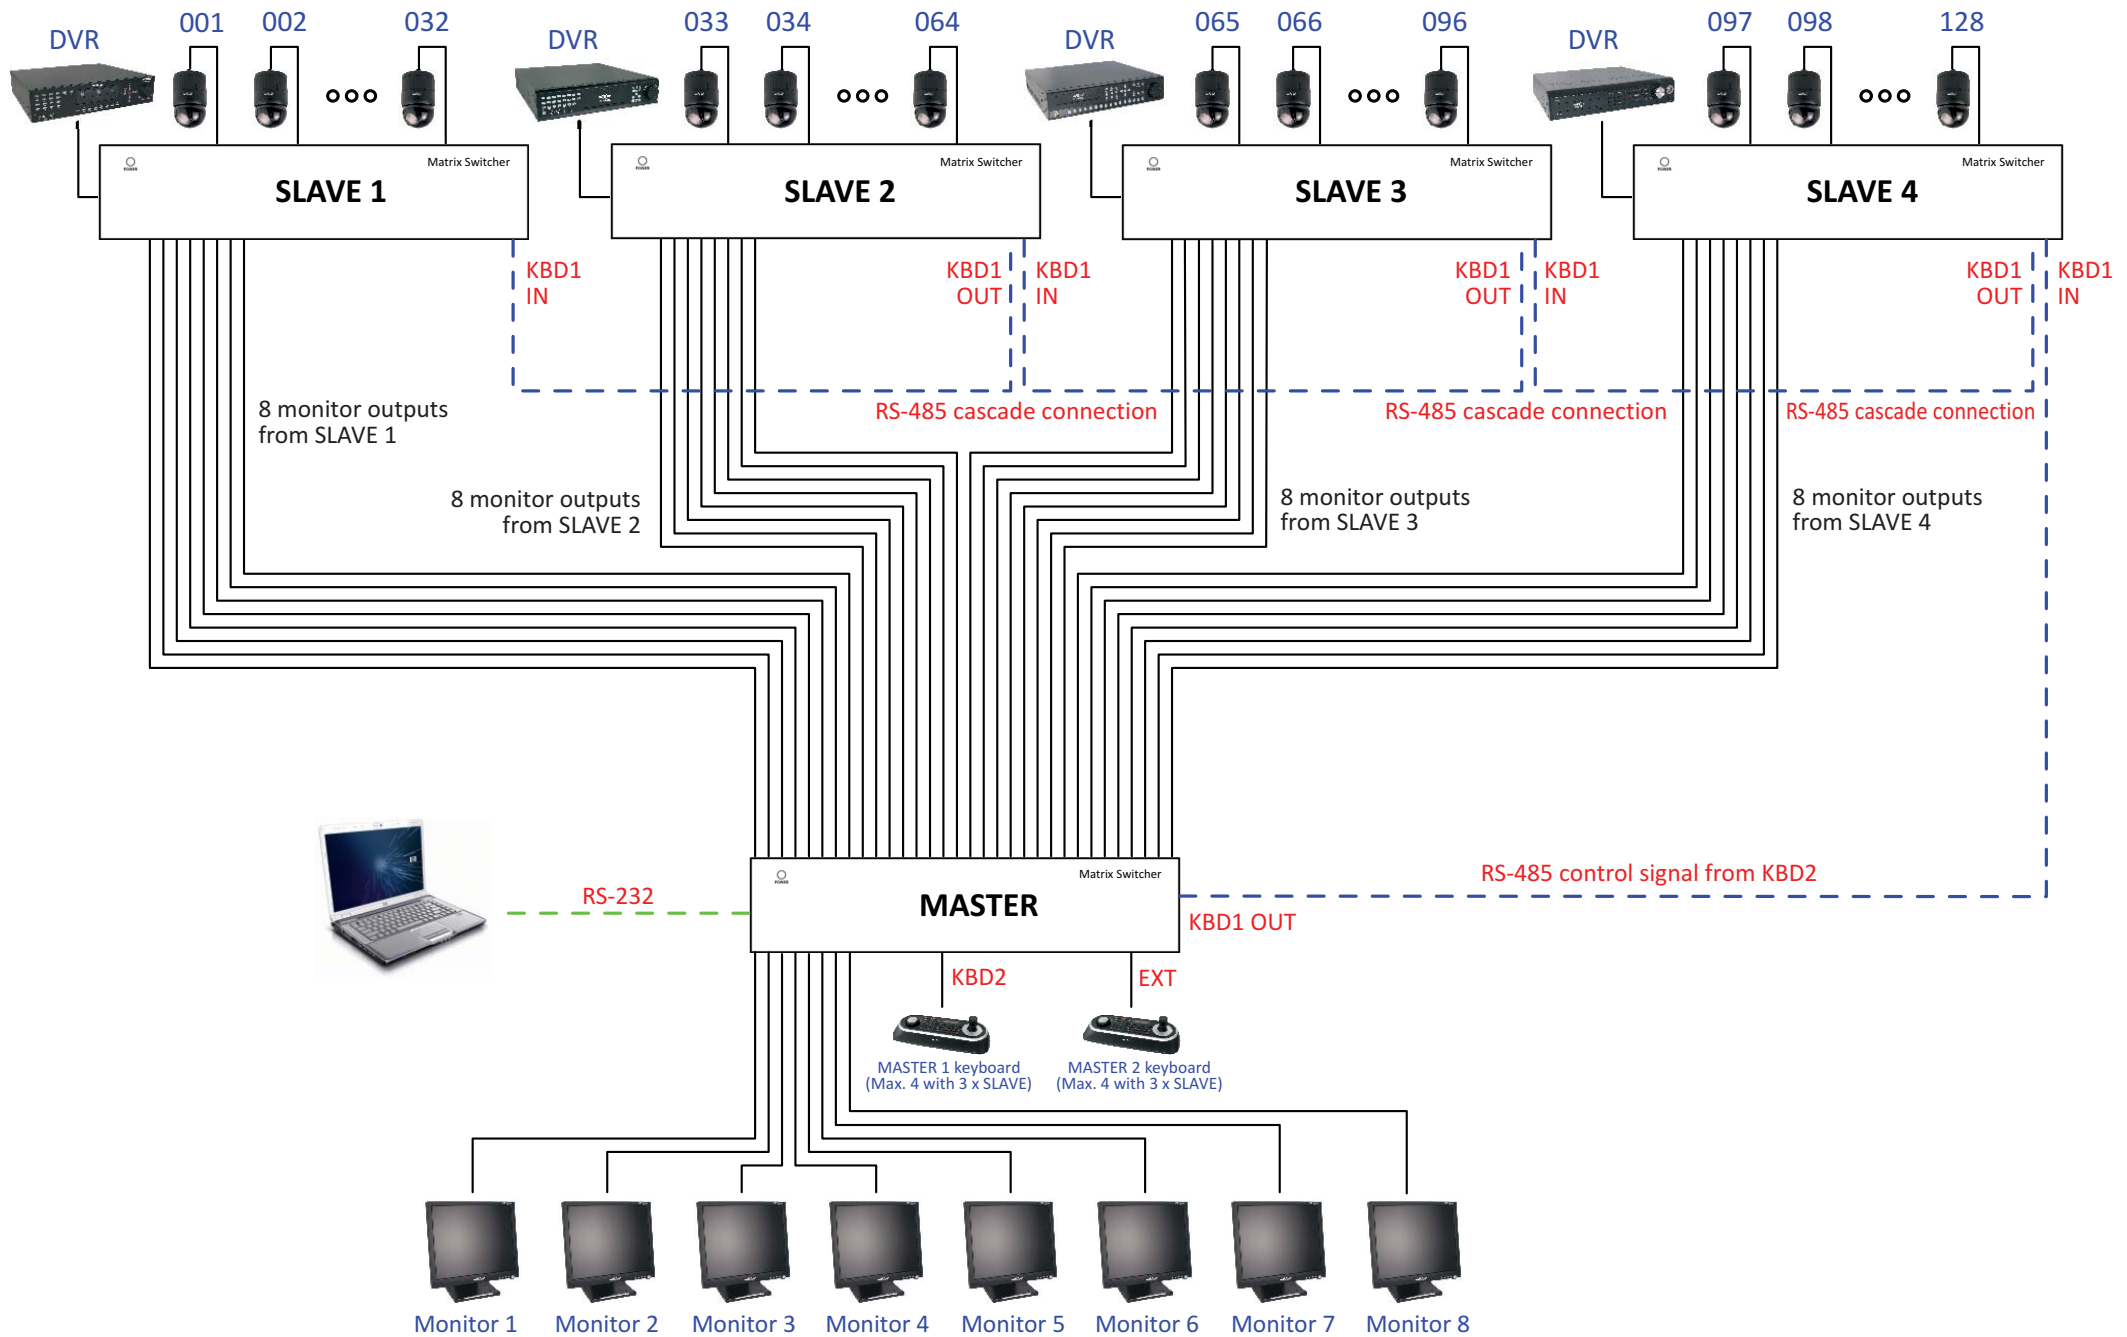 DVR
001
002
032
DVR
033
034
064
DVR
065
066
096
DVR
097
098
128
POWER
Matrix Switcher
SLAVE 1
POWER
Matrix Switcher
SLAVE 2
POWER
Matrix Switcher
SLAVE 3
POWER
Matrix Switcher
SLAVE 4
KBD1
IN
KBD1
OUT
KBD1
IN
KBD1
OUT
KBD1
IN
KBD1
OUT
KBD1
IN
RS-485 cascade connection
RS-485 cascade connection
RS-485 cascade connection
8 monitor outputs
from SLAVE 1
8 monitor outputs
from SLAVE 2
8 monitor outputs
from SLAVE 3
8 monitor outputs
from SLAVE 4
RS-232
POWER
Matrix Switcher
MASTER
RS-485 control signal from KBD2
KBD1 OUT
KBD2
EXT
MASTER 1 keyboard
(Max. 4 with 3 x SLAVE)
MASTER 2 keyboard
(Max. 4 with 3 x SLAVE)
Monitor 1
Monitor 2
Monitor 3
Monitor 4
Monitor 5
Monitor 6
Monitor 7
Monitor 8